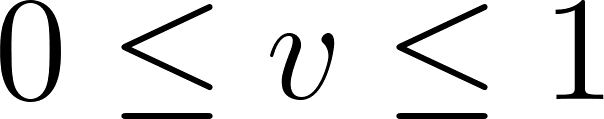 0 ≤ v ≤ 1